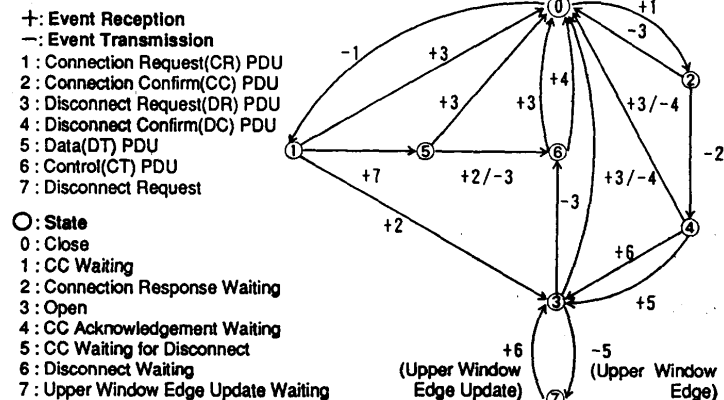 +: Event Reception
−: Event Transmission
1 : Connection Request(CR) PDU
2 : Connection Confirm(CC) PDU
3 : Disconnect Request(DR) PDU
4 : Disconnect Confirm(DC) PDU
5 : Data(DT) PDU
6 : Control(CT) PDU
7 : Disconnect Request
O : State
0 : Close
1 : CC Waiting
2 : Connection Response Waiting
3 : Open
4 : CC Acknowledgement Waiting
5 : CC Waiting for Disconnect
6 : Disconnect Waiting
7 : Upper Window Edge Update Waiting
0
+1
−3
−1
+3
2
+3
+3
+4
+3/−4
1
5
6
−2
+7
+2/−3
+3/−4
−3
+2
4
+6
3
+5
+6
(Upper Window
Edge Update)
−5
(Upper Window
Edge)
7